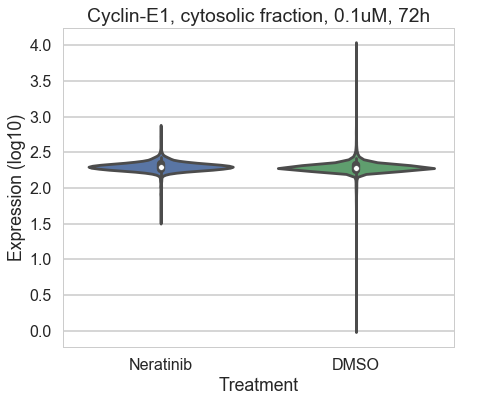 Cyclin-E1, cytosolic fraction, 0.1uM, 72h
Expression (log10)
4.0
3.5
3.0
2.5
2.0
1.5
1.0
0.5
0.0
Neratinib DMSO
Treatment